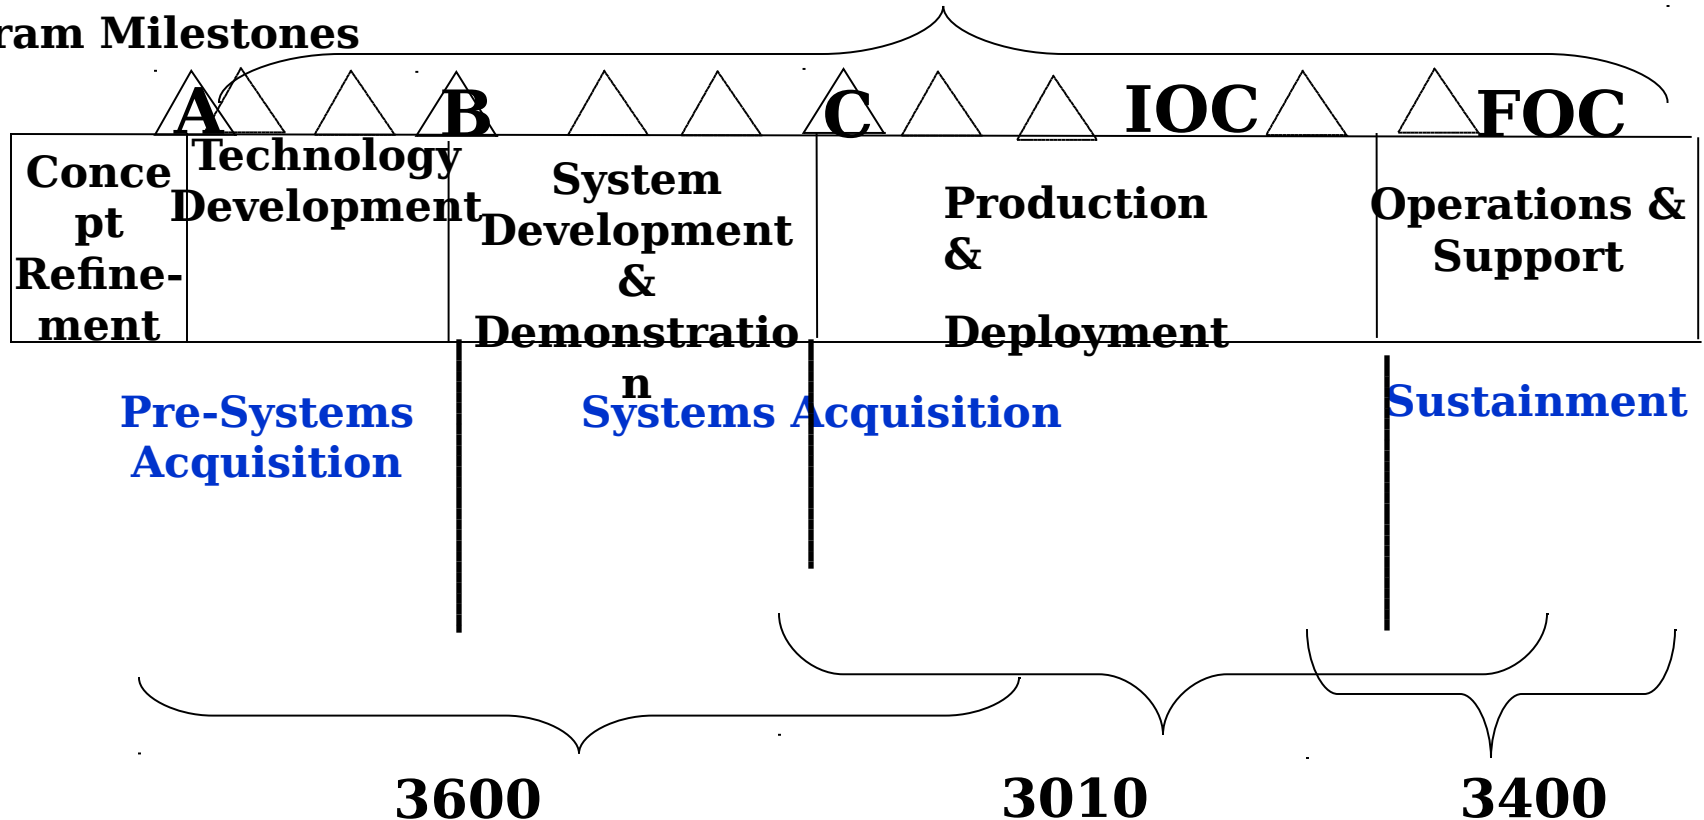 ram Milestones
A B C IOC FOC
Conce
pt
Refine-
ment
Technology
Development
System
Development
&
Demonstratio
n
Production
&
Deployment
Operations &
Support
Pre-Systems
Acquisition
Systems Acquisition
Sustainment
3600 3010 3400